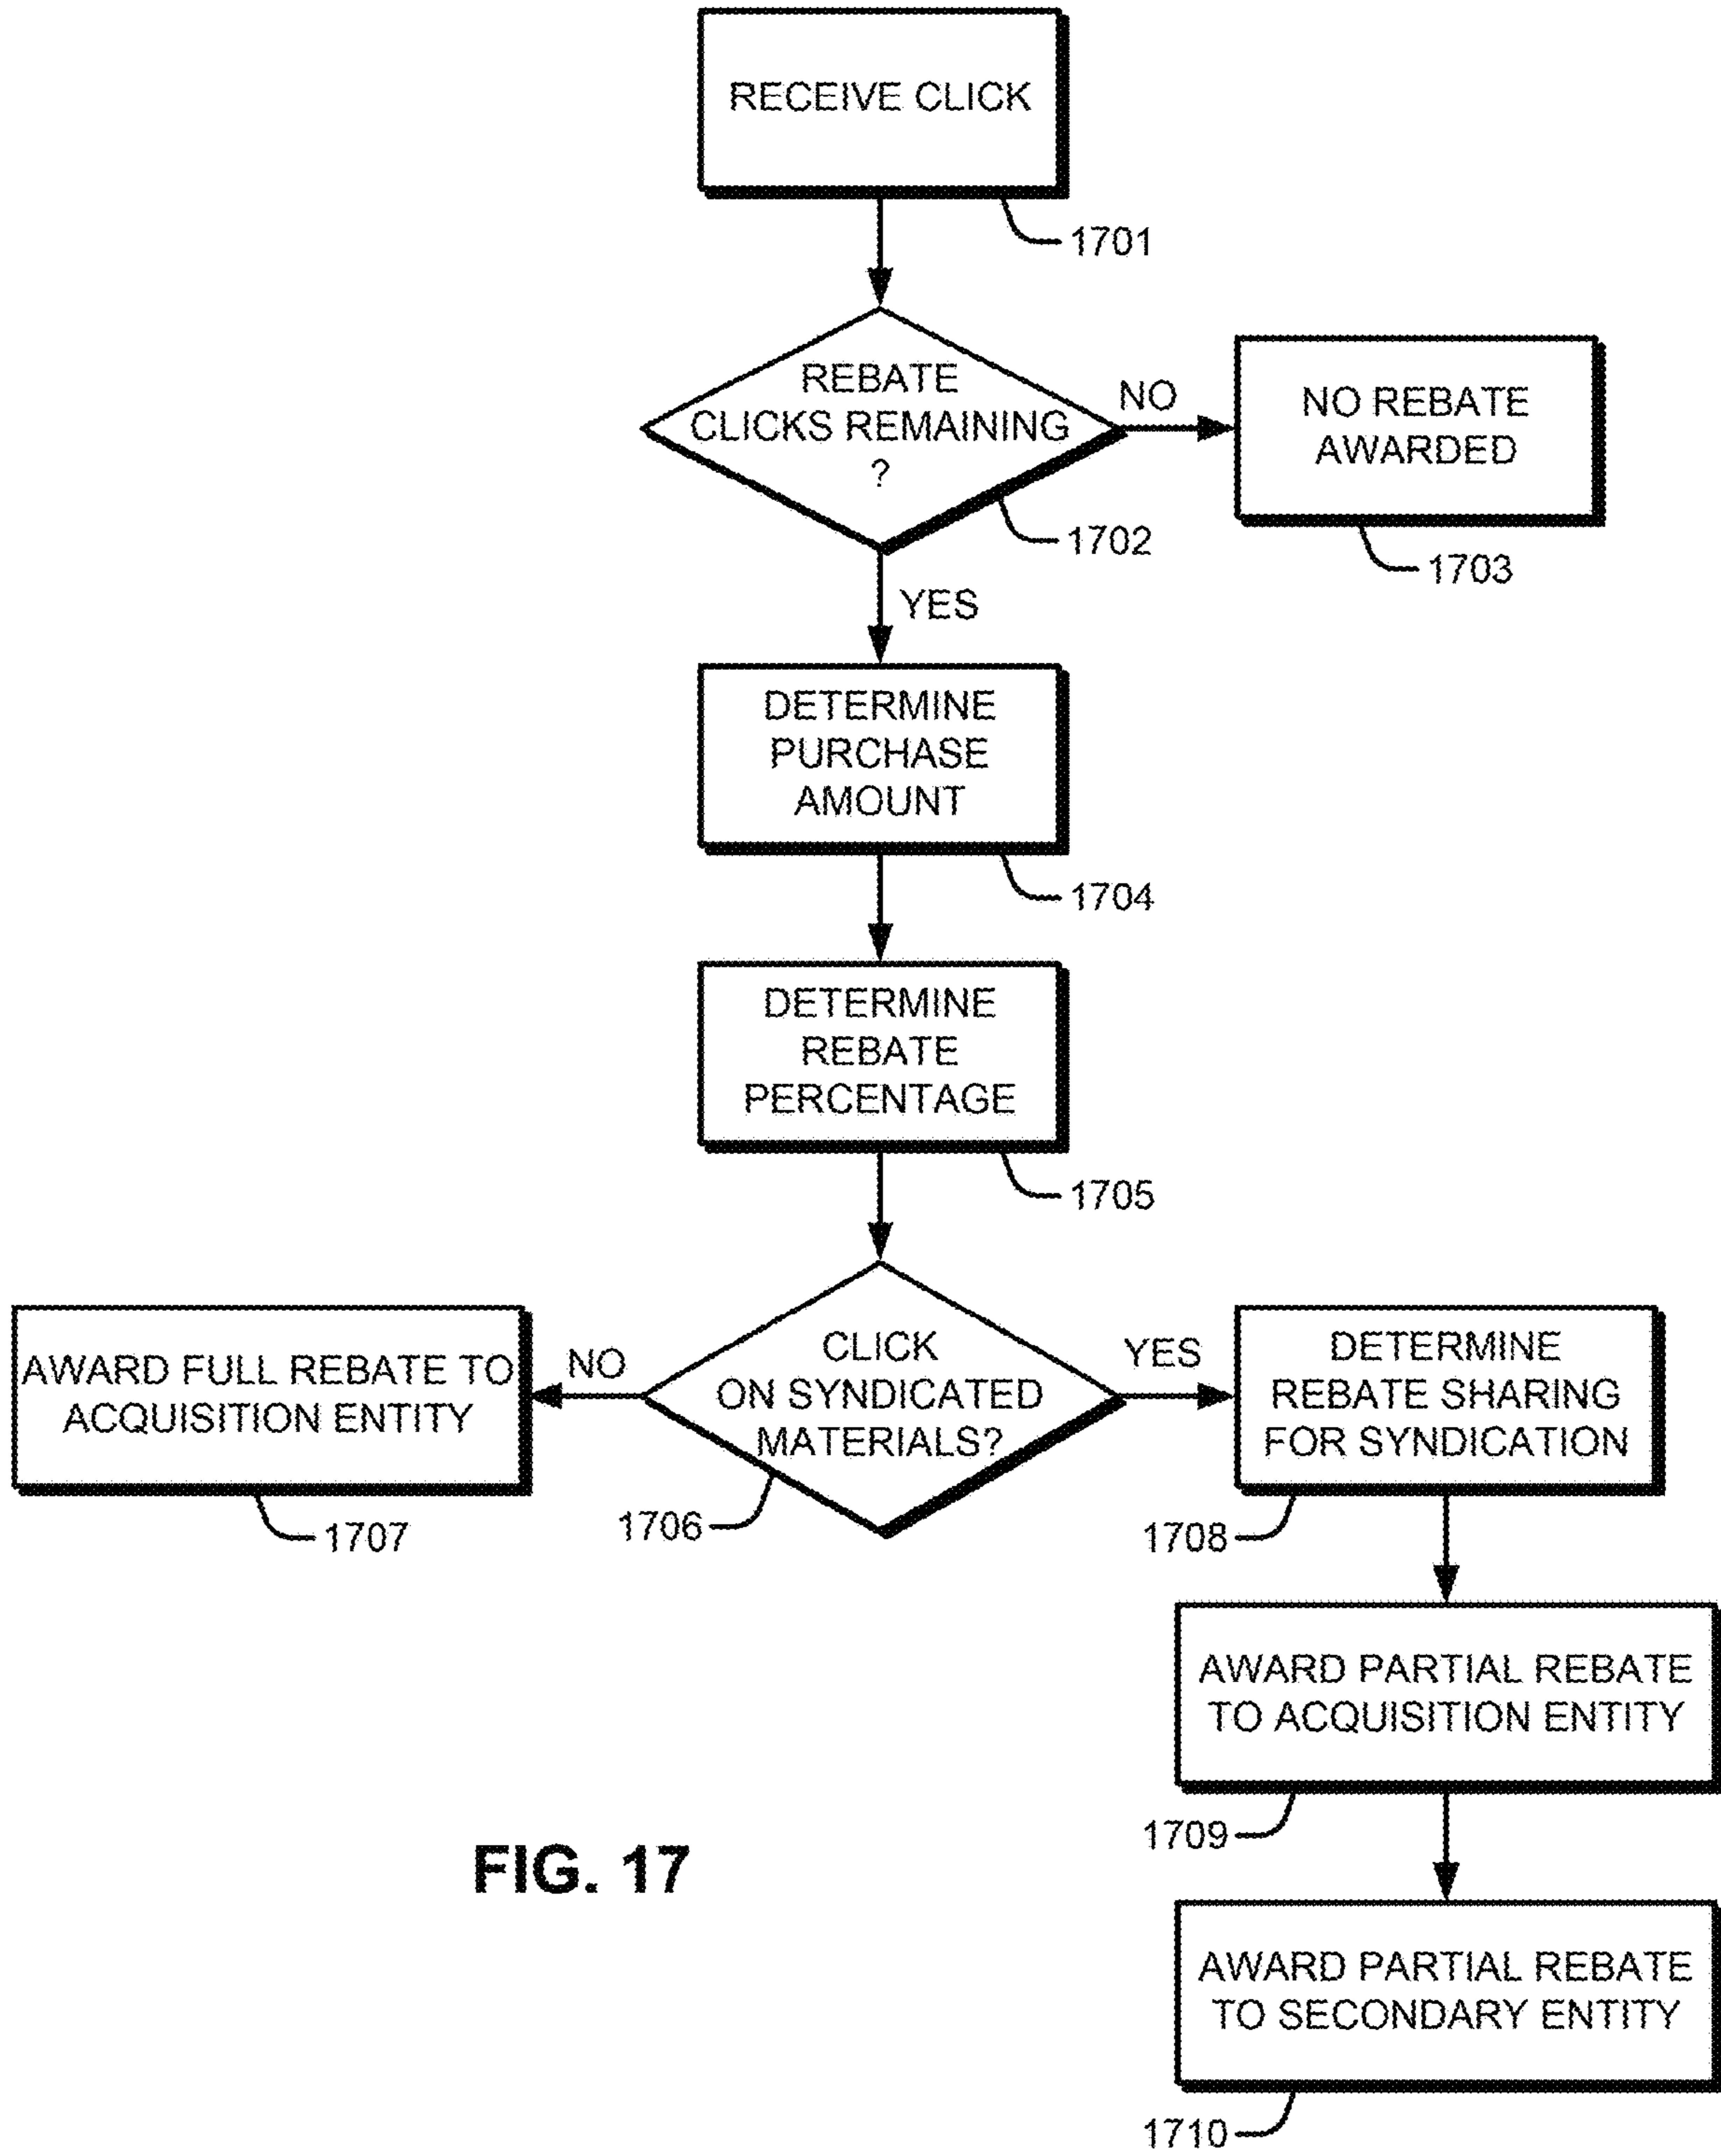 RECEIVE CLICK
1701
REBATE
CLICKS REMAINING
?
NO
1702
NO REBATE
AWARDED
1703
YES
DETERMINE
PURCHASE
AMOUNT
1704
DETERMINE
REBATE
PERCENTAGE
1705
CLICK
ON SYNDICATED
MATERIALS?
1706
NO
AWARD FULL REBATE TO
ACQUISITION ENTITY
1707
YES
DETERMINE
REBATE SHARING
FOR SYNDICATION
1708
AWARD PARTIAL REBATE
TO ACQUISITION ENTITY
1709
AWARD PARTIAL REBATE
TO SECONDARY ENTITY
1710
FIG. 17